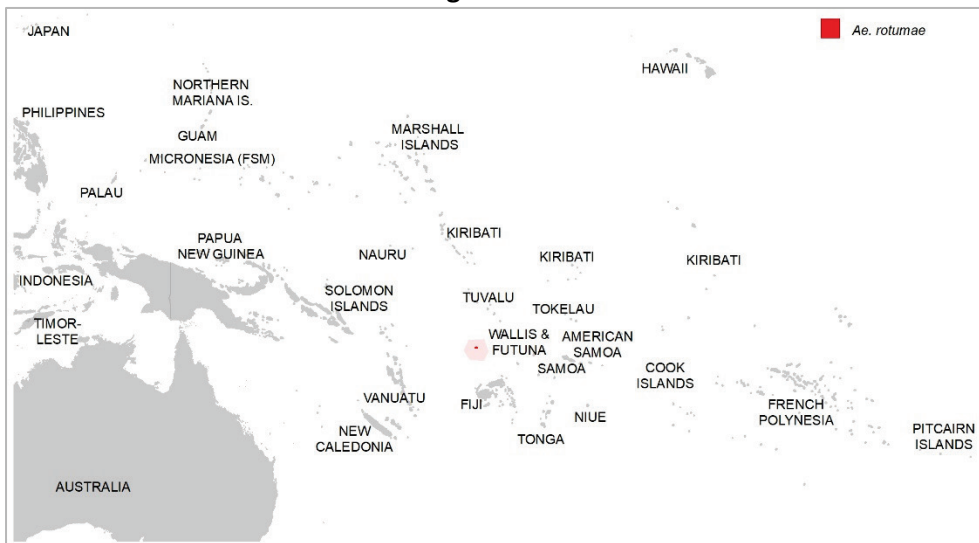 JAPAN
Ae. rotumae
HAWAII
NORTHERN
MARIANA IS.
PHILIPPINES
GUAM
MARSHALL
ISLANDS
MICRONESIA (FSM)
PALAU
KIRIBATI
PAPUA
NEW GUINEA
NAURU
KIRIBATI
KIRIBATI
INDONESIA
SOLOMON
ISLANDS
TUVALU
TOKELAU
TIMOR-
LESTE
WALLIS &
FUTUNA
AMERICAN
SAMOA
SAMOA
COOK
ISLANDS
VANUATU
FIJI
NIUE
FRENCH
POLYNESIA
NEW
CALEDONIA
TONGA
PITCAIRN
ISLANDS
AUSTRALIA